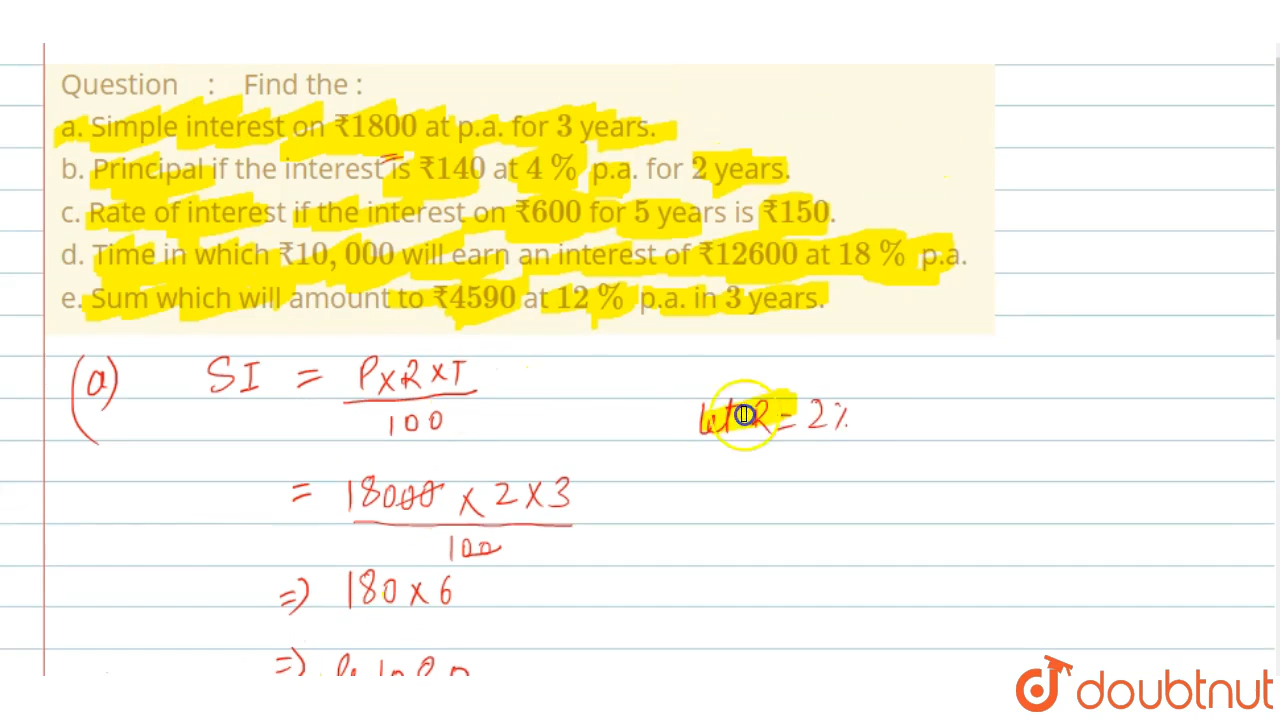 Question : Find the :
a. Simple interest on ₹1800 at p.a. for 3 years.
b. Principal if the interest is ₹140 at 4 % p.a. for 2 years.
c. Rate of interest if the interest on ₹600 for 5 years is ₹150.
d. Time in which ₹10, 000 will earn an interest of ₹12600 at 18 % p.a.
e. Sum which will amount to ₹4590 at 12 % p.a. in 3 years.
(a) SI = P×R×T
100
let R = 2%
= 18000 × 2 × 3
100
=> 180 × 6
=>
doubtnut